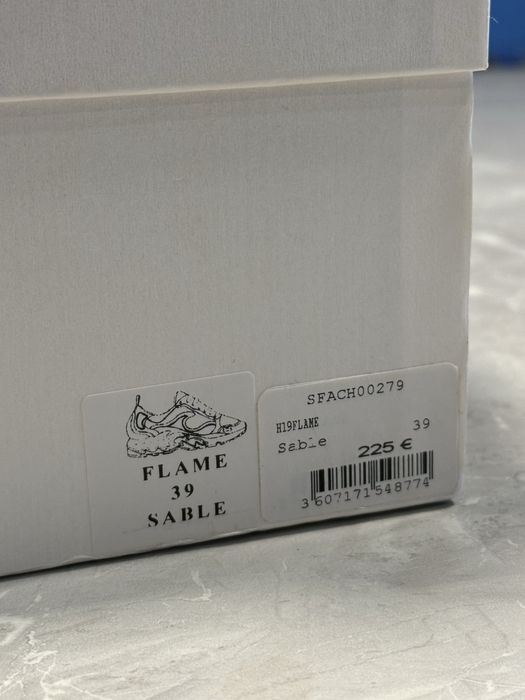 FLAME
39
SABLE
SFACH00279
H19FLAME 39
Sable 225 €
3 607171 548774